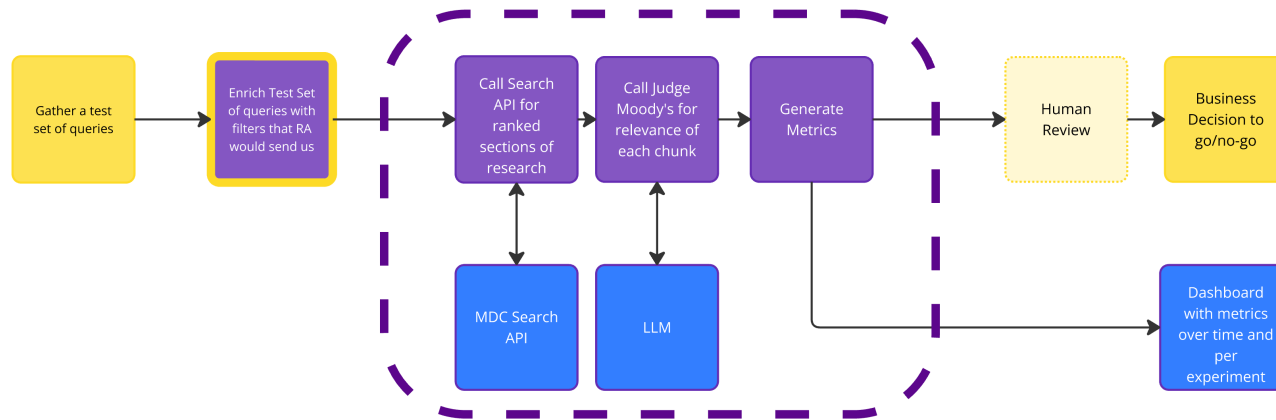 Gather a test
set of queries
Enrich Test Set
of queries with
filters that RA
would send us
Call Search
API for
ranked
sections of
research
Call Judge
Moody's for
relevance of
each chunk
Generate
Metrics
Human
Review
Business
Decision to
go/no-go
MDC Search
API
LLM
Dashboard
with metrics
over time and
per
experiment